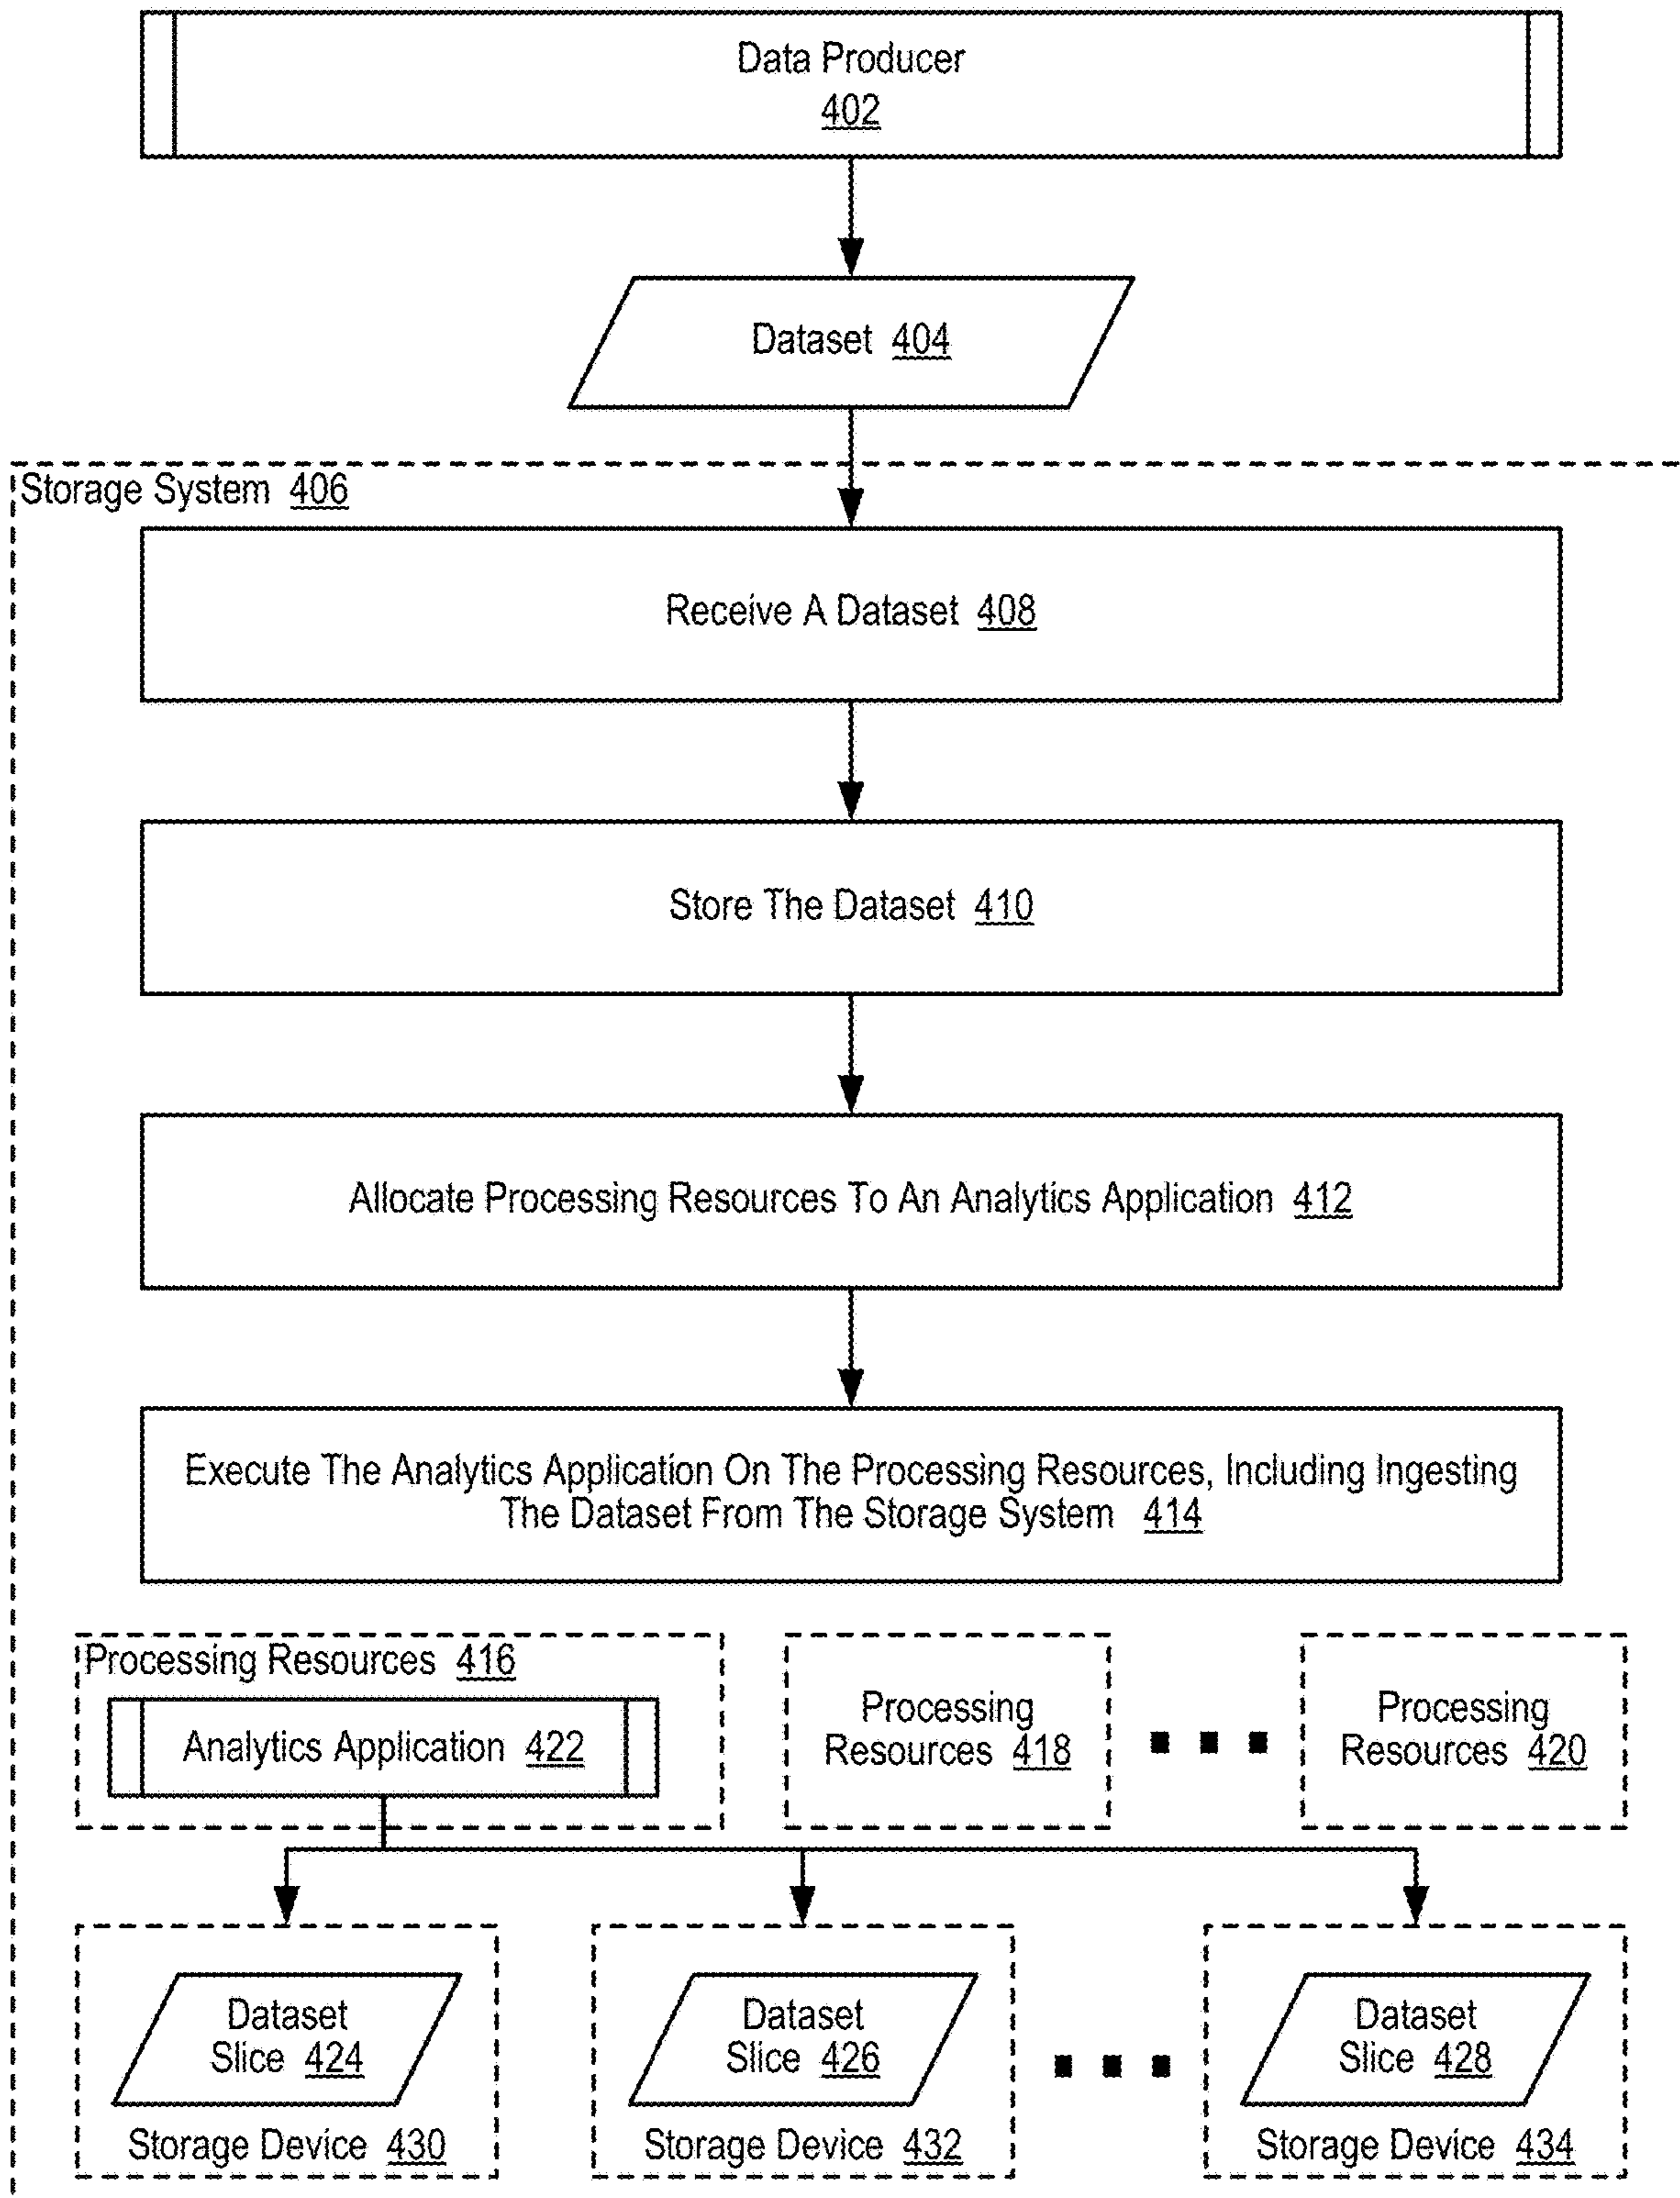 Data Producer
402
Dataset 404
Storage System 406
Receive A Dataset 408
Store The Dataset 410
Allocate Processing Resources To An Analytics Application 412
Execute The Analytics Application On The Processing Resources, Including Ingesting
The Dataset From The Storage System 414
Processing Resources 416
Analytics Application 422
Processing
Resources 418
Processing
Resources 420
Dataset
Slice 424
Storage Device 430
Dataset
Slice 426
Storage Device 432
Dataset
Slice 428
Storage Device 434